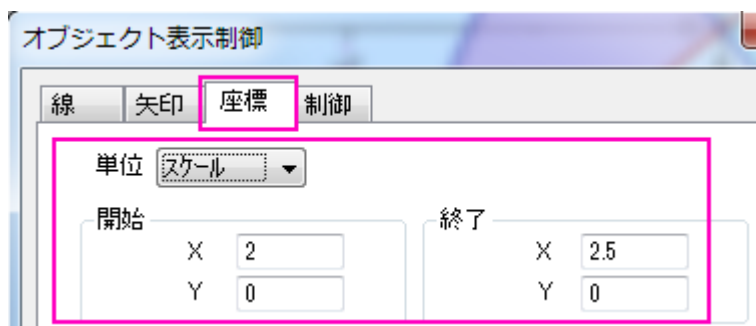 オブジェクト表示制御
線 矢印 座標 制御
単位 スケール
開始 終了
X 2 X 2.5
Y 0 Y 0